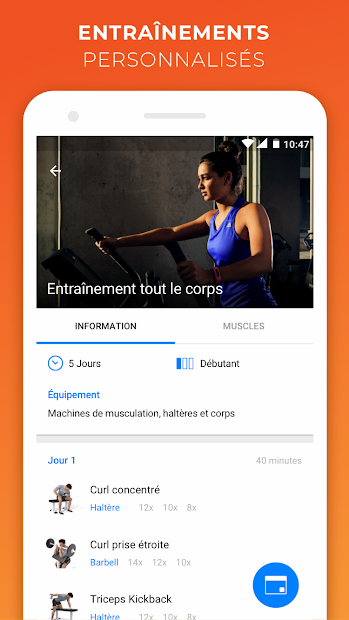 ENTRAÎNEMENTS
PERSONNALISÉS
10:47
Entraînement tout le corps
INFORMATION MUSCLES
5 Jours Débutant
Équipement
Machines de musculation, haltères et corps
Jour 1 40 minutes
Curl concentré
Haltère 12x 10x 8x
Curl prise étroite
Barbell 14x 12x 10x
Triceps Kickback
Haltère 12x 10x 8x